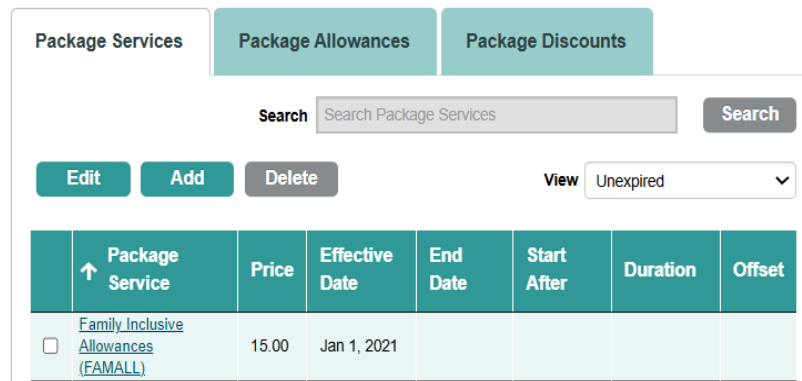 Package Services Package Allowances Package Discounts
Search Search Package Services Search
Edit Add Delete View Unexpired
Package Service Price Effective Date End Date Start After Duration Offset
Family Inclusive
Allowances 15.00 Jan 1, 2021
(FAMALL)